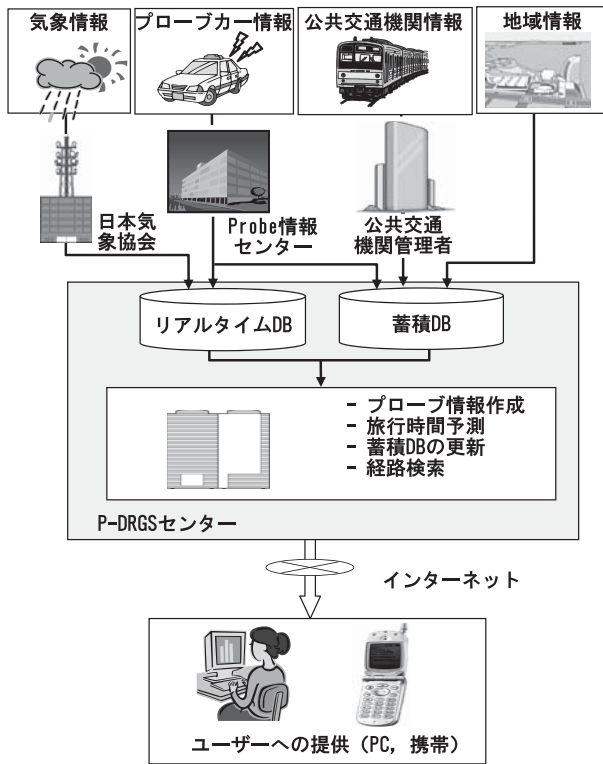 気象情報
プローブカー情報
公共交通機関情報
地域情報
日本気
象協会
Probe情報
センター
公共交通
機関管理者
リアルタイムDB
蓄積DB
- プローブ情報作成
- 旅行時間予測
- 蓄積DBの更新
- 経路検索
P-DRGSセンター
インターネット
ユーザーへの提供（PC，携帯）